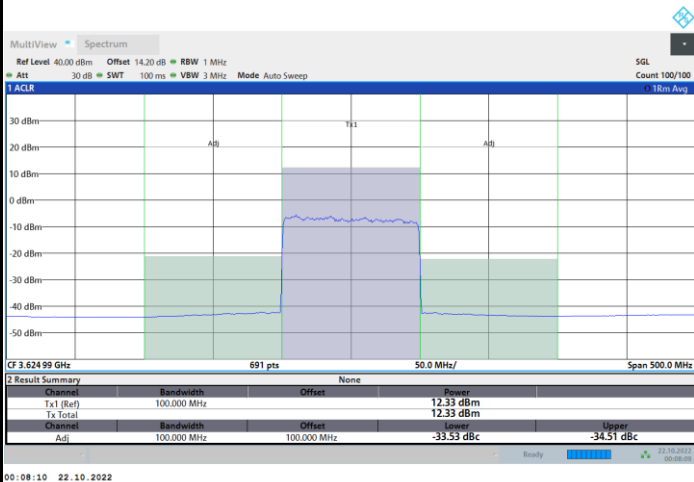 MultiView Spectrum
Ref Level 40.00 dBm Offset 14.20 dB RBW 1 MHz SGL
Att 30 dB SWT 100 ms VBW 3 MHz Mode Auto Sweep Count 100/100
1 ACLR 1Rm Avg
Tx1
30 dBm
Adj Adj
20 dBm
10 dBm
0 dBm
-10 dBm
-20 dBm
-30 dBm
-40 dBm
-50 dBm
CF 3.624 99 GHz 691 pts 50.0 MHz/ Span 500.0 MHz
2 Result Summary None
Channel Bandwidth Offset Power
Tx1 (Ref) 100.000 MHz 12.33 dBm
Tx Total 12.33 dBm
Channel Bandwidth Offset Lower Upper
Adj 100.000 MHz 100.000 MHz -33.53 dBc -34.51 dBc
Ready 22.10.2022
00:08:08
00:08:10 22.10.2022